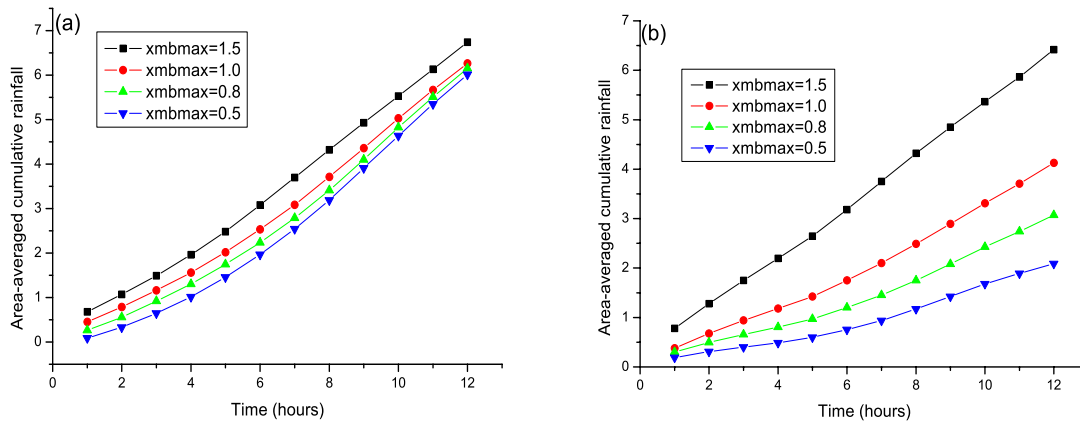 (a)
xmbmax=1.5
xmbmax=1.0
xmbmax=0.8
xmbmax=0.5
Area-averaged cumulative rainfall
7
6
5
4
3
2
1
0
0 2 4 6 8 10 12
Time (hours)
(b)
xmbmax=1.5
xmbmax=1.0
xmbmax=0.8
xmbmax=0.5
Area-averaged cumulative rainfall
7
6
5
4
3
2
1
0
0 2 4 6 8 10 12
Time (hours)